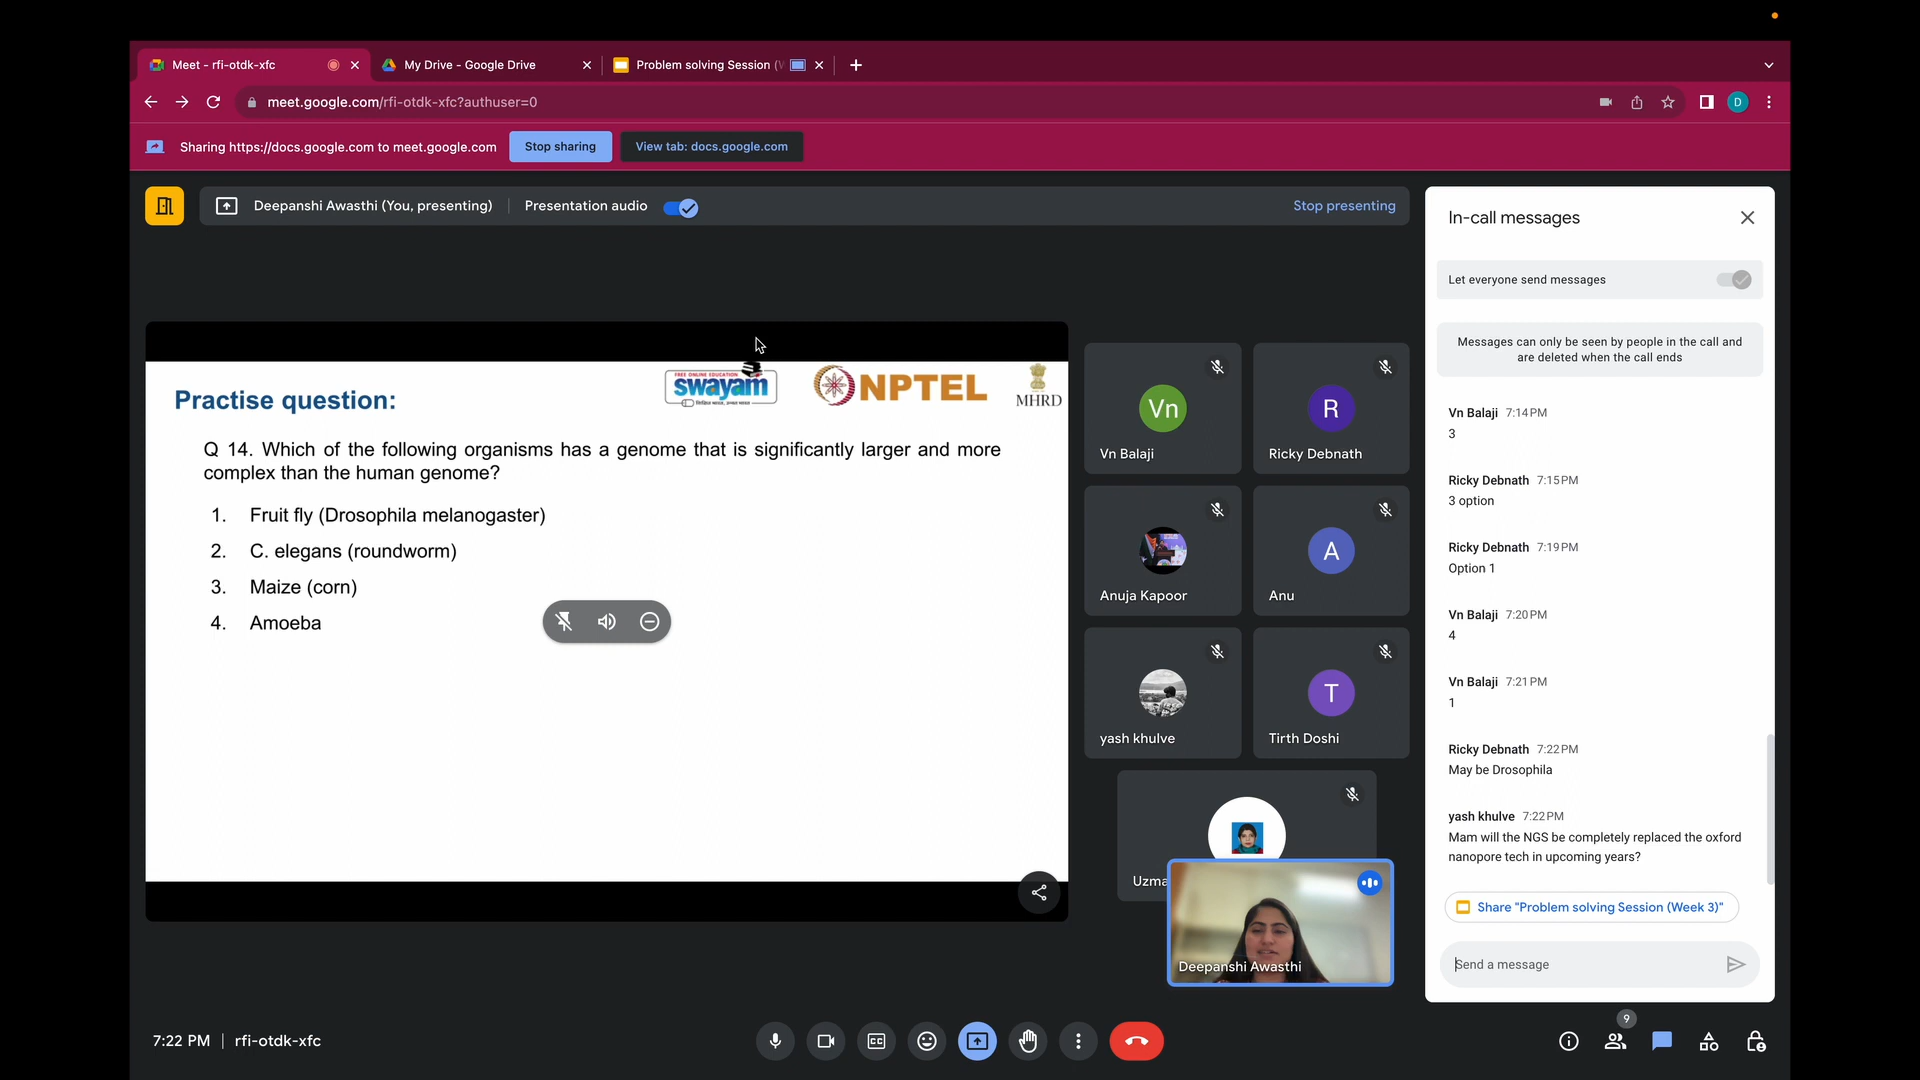 Meet - rfi-otdk-xfc
My Drive - Google Drive
Problem solving Session (
meet.google.com/rfi-otdk-xfc?authuser=0
D
Sharing https://docs.google.com to meet.google.com
Stop sharing
View tab: docs.google.com
Deepanshi Awasthi (You, presenting)
Presentation audio
Stop presenting
Practise question:
FREE ONLINE EDUCATION
swayam
NPTEL
MHRD
Q 14. Which of the following organisms has a genome that is significantly larger and more
complex than the human genome?
1. Fruit fly (Drosophila melanogaster)
2. C. elegans (roundworm)
3. Maize (corn)
4. Amoeba
Vn
Vn Balaji
R
Ricky Debnath
Anuja Kapoor
A
Anu
yash khulve
T
Tirth Doshi
Uzma
Deepanshi Awasthi
In-call messages
Let everyone send messages
Messages can only be seen by people in the call and
are deleted when the call ends
Vn Balaji 7:14 PM
3
Ricky Debnath 7:15 PM
3 option
Ricky Debnath 7:19 PM
Option 1
Vn Balaji 7:20 PM
4
Vn Balaji 7:21 PM
1
Ricky Debnath 7:22 PM
May be Drosophila
yash khulve 7:22 PM
Mam will the NGS be completely replaced the oxford
nanopore tech in upcoming years?
Share "Problem solving Session (Week 3)"
Send a message
7:22 PM | rfi-otdk-xfc
CC
9